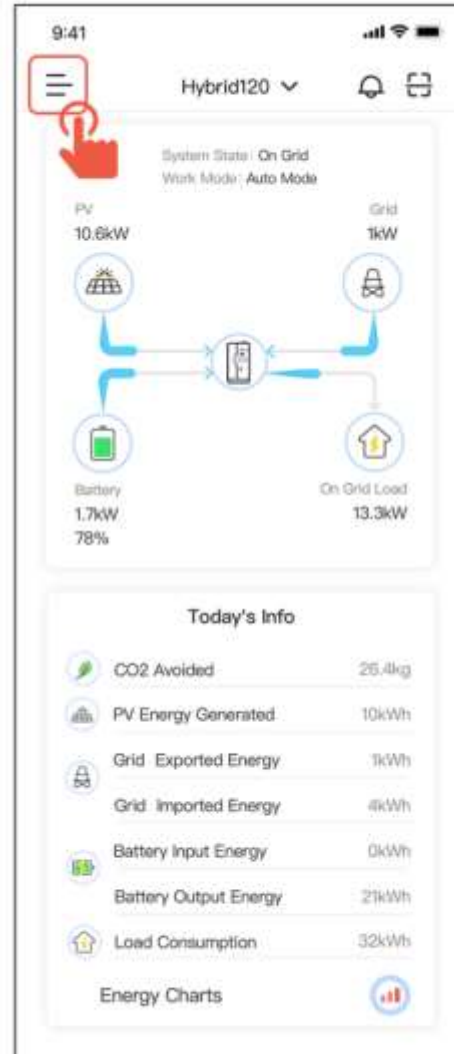 9:41
Hybrid120
System State: On Grid
Work Mode: Auto Mode
PV
10.6kW
Grid
1kW
Battery
1.7kW
78%
On Grid Load
13.3kW
Today's Info
CO2 Avoided 26.4kg
PV Energy Generated 10kWh
Grid Exported Energy 1kWh
Grid Imported Energy 4kWh
Battery Input Energy 0kWh
Battery Output Energy 21kWh
Load Consumption 32kWh
Energy Charts